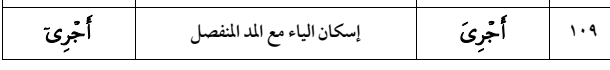 ١٠٩ أَجْرِىَ إسكان الياء مع المد المنفصل أَجْرِىٓ